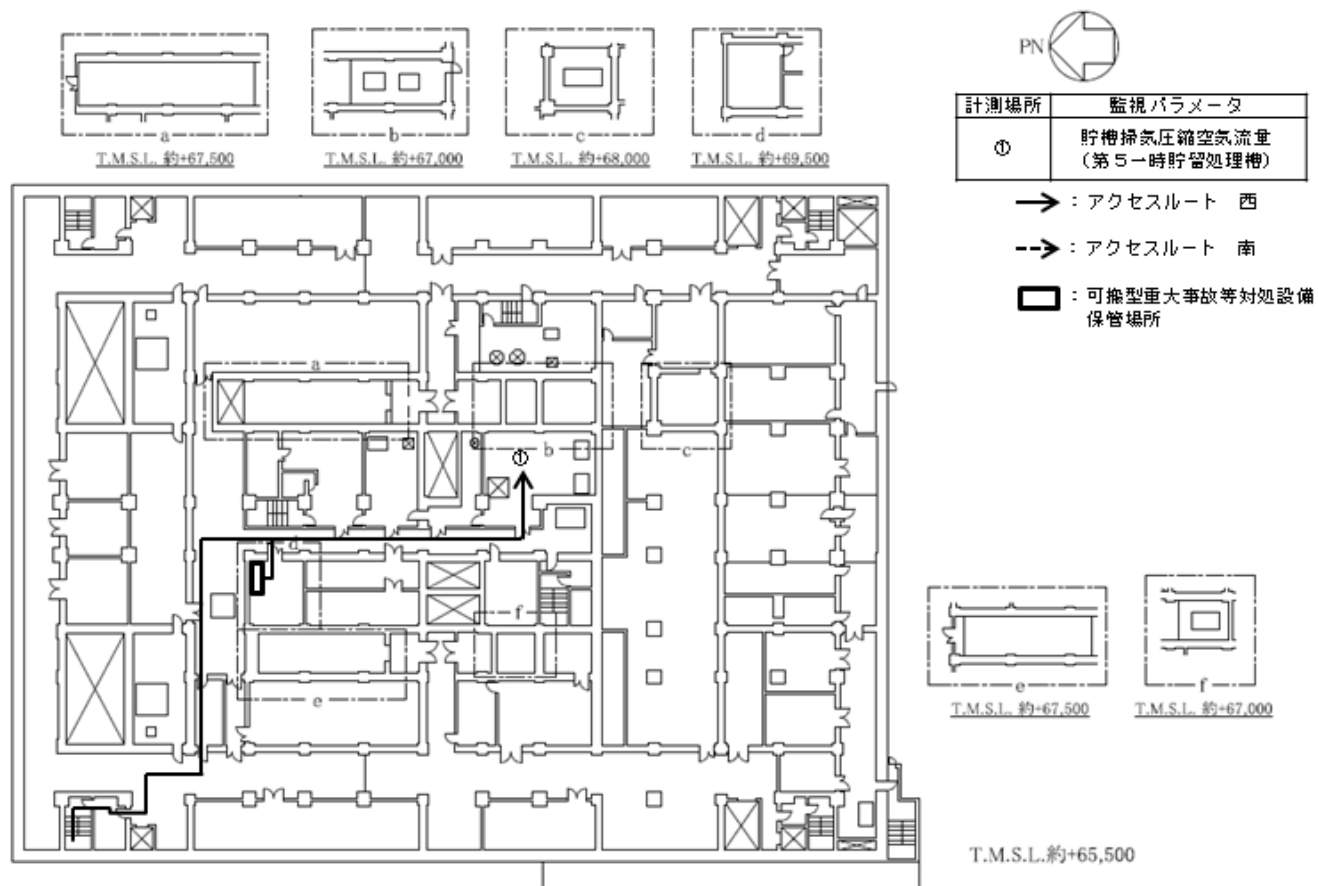 a
T.M.S.L. 約+67,500
b
T.M.S.L. 約+67,000
c
T.M.S.L. 約+68,000
d
T.M.S.L. 約+69,500
PN
計測場所
監視パラメータ
①
貯槽掃気圧縮空気流量
(第5一時貯留処理槽)
：アクセスルート 西
：アクセスルート 南
：可搬型重大事故等対処設備
保管場所
a
b
c
①
d
f
e
e
T.M.S.L. 約+67,500
f
T.M.S.L. 約+67,000
T.M.S.L.約+65,500